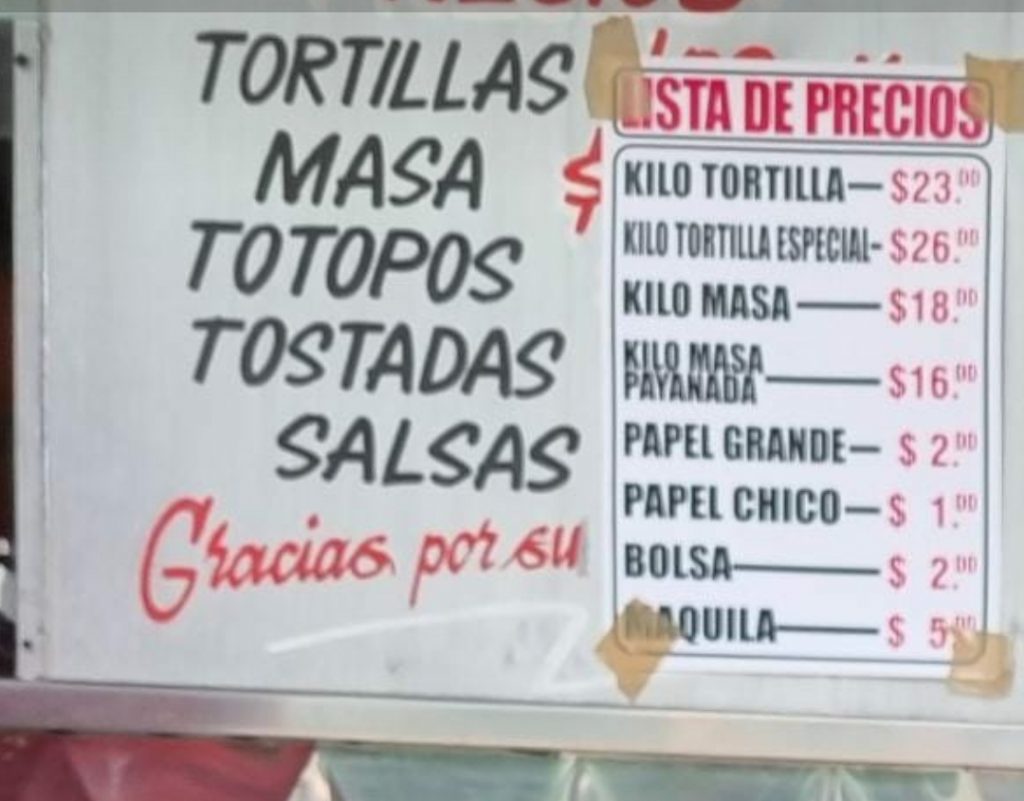 PRECIOS
TORTILLAS
MASA $
TOTOPOS
TOSTADAS
SALSAS
Gracias por su
LISTA DE PRECIOS
KILO TORTILLA — $23.00
KILO TORTILLA ESPECIAL - $26.00
KILO MASA — $18.00
KILO MASA
PAYANADA — $16.00
PAPEL GRANDE — $ 2.00
PAPEL CHICO — $ 1.00
BOLSA — $ 2.00
MAQUILA — $ 5.00